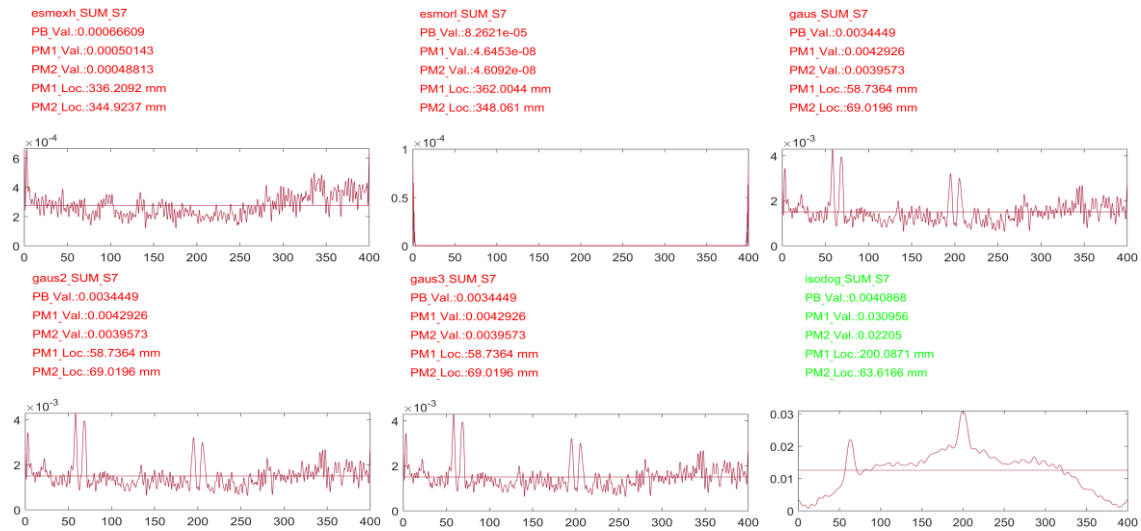 esmexh_SUM_S7
PB_Val.:0.00066609
PM1_Val.:0.00050143
PM2_Val.:0.00048813
PM1_Loc.:336.2092 mm
PM2_Loc.:344.9237 mm
×10-4
6
4
2
0
0 50 100 150 200 250 300 350 400
esmorl_SUM_S7
PB_Val.:8.2621e-05
PM1_Val.:4.6453e-08
PM2_Val.:4.6092e-08
PM1_Loc.:362.0044 mm
PM2_Loc.:348.061 mm
×10-4
1
0.5
0
0 50 100 150 200 250 300 350 400
gaus_SUM_S7
PB_Val.:0.0034449
PM1_Val.:0.0042926
PM2_Val.:0.0039573
PM1_Loc.:58.7364 mm
PM2_Loc.:69.0196 mm
×10-3
4
2
0
0 50 100 150 200 250 300 350 400
gaus2_SUM_S7
PB_Val.:0.0034449
PM1_Val.:0.0042926
PM2_Val.:0.0039573
PM1_Loc.:58.7364 mm
PM2_Loc.:69.0196 mm
×10-3
4
2
0
0 50 100 150 200 250 300 350 400
gaus3_SUM_S7
PB_Val.:0.0034449
PM1_Val.:0.0042926
PM2_Val.:0.0039573
PM1_Loc.:58.7364 mm
PM2_Loc.:69.0196 mm
×10-3
4
2
0
0 50 100 150 200 250 300 350 400
isodog_SUM_S7
PB_Val.:0.0040868
PM1_Val.:0.030956
PM2_Val.:0.02205
PM1_Loc.:200.0871 mm
PM2_Loc.:63.6166 mm
0.03
0.02
0.01
0
0 50 100 150 200 250 300 350 400